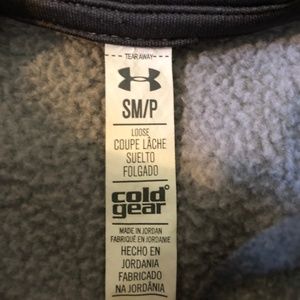 TEAR AWAY
SM/P
LOOSE
COUPE LÂCHE
SUELTO
FOLGADO
cold
gear
MADE IN JORDAN
FABRIQUÉ EN JORDANIE
HECHO EN
JORDANIA
FABRICADO
NA JORDÂNIA